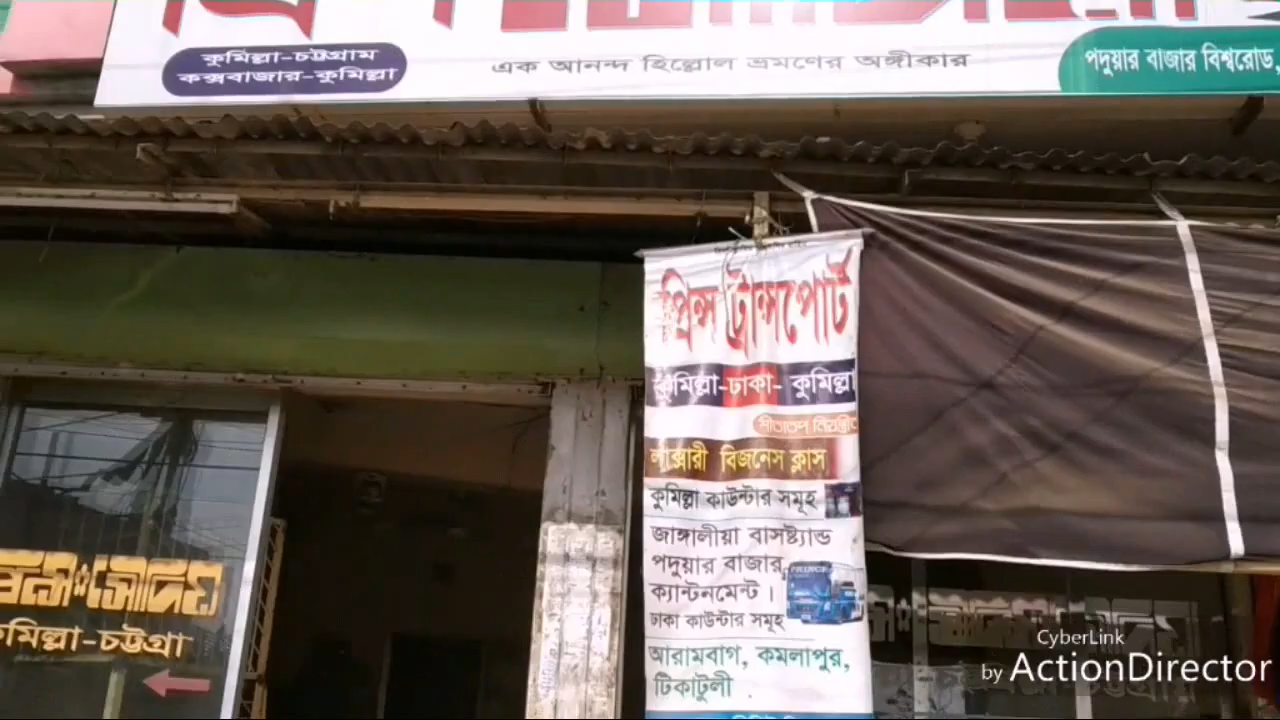 কুমিল্লা-চট্টগ্রাম
কক্সবাজার-কুমিল্লা
এক আনন্দ হিল্লোল ভ্রমণের অঙ্গীকার
পদুয়ার বাজার বিশ্বরোড,
প্রিন্স ট্রান্সপোর্ট
কুমিল্লা-ঢাকা- কুমিল্লা
শীতাতপ নিয়ন্ত্রীত
লাক্সারী বিজনেস ক্লাস
কুমিল্লা কাউন্টার সমূহ
জাঙ্গালীয়া বাসষ্ট্যান্ড
পদুয়ার বাজার,
ক্যান্টনমেন্ট।
PRINCE
ঢাকা কাউন্টার সমূহ
আরামবাগ, কমলাপুর,
টিকাটুলী
প্রিন্স সৌদিয়া
কুমিল্লা-চট্টগ্রা
CyberLink
by ActionDirector